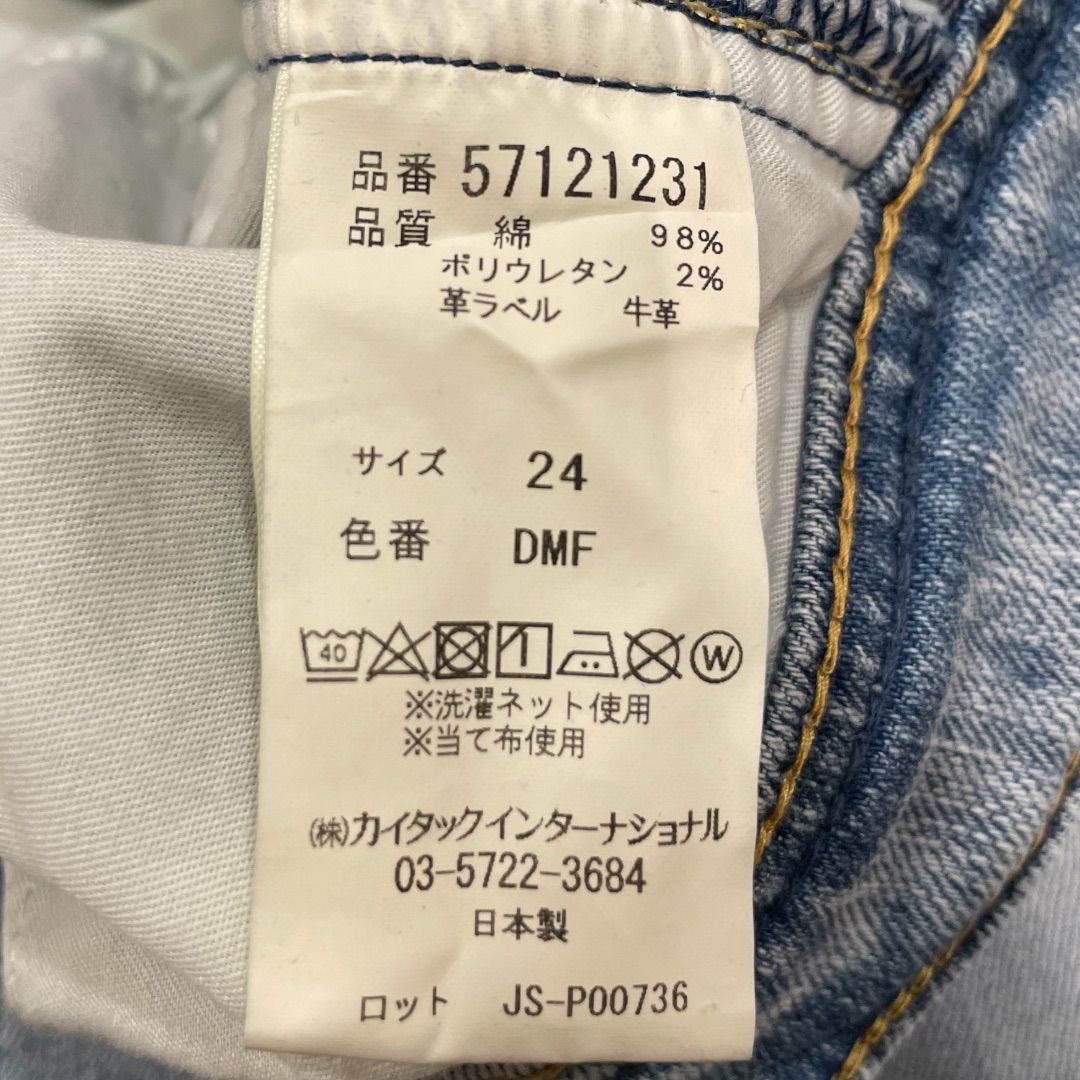 品番 57121231
品質 綿 98%
ポリウレタン 2%
革ラベル 牛革
サイズ 24
色番 DMF
40 1 W
※洗濯ネット使用
※当て布使用
㈱カイタックインターナショナル
03-5722-3684
日本製
ロット JS-P00736